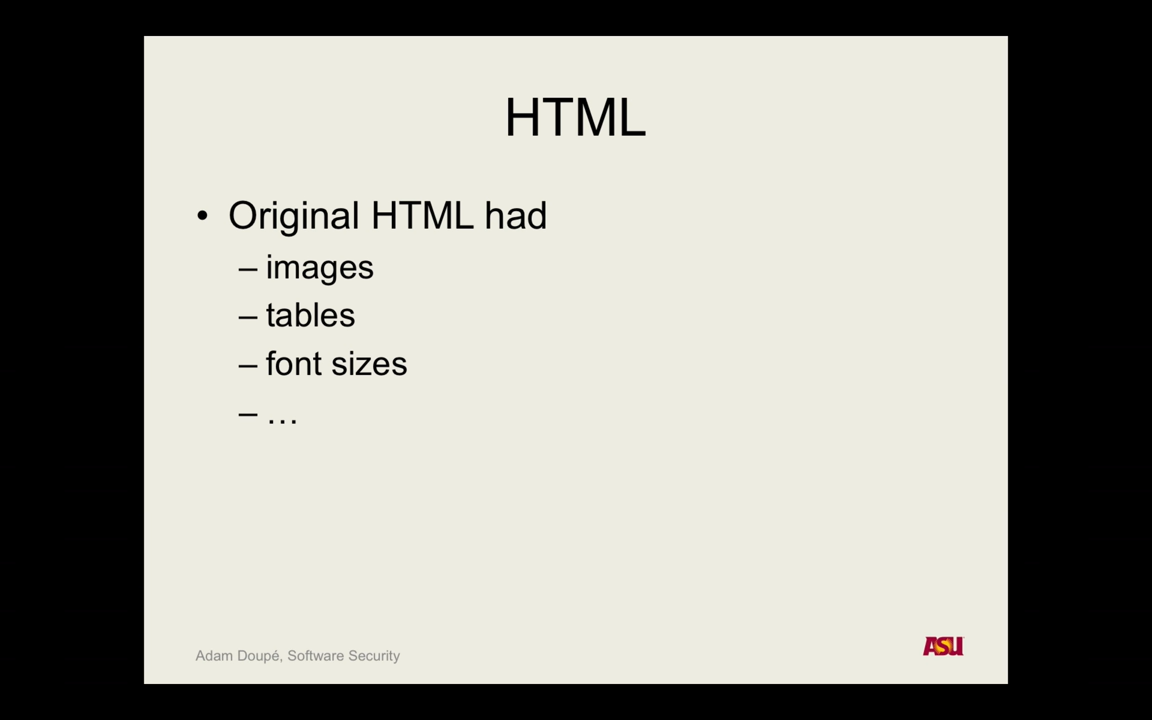 HTML
• Original HTML had
– images
– tables
– font sizes
– …
Adam Doupé, Software Security
ASU